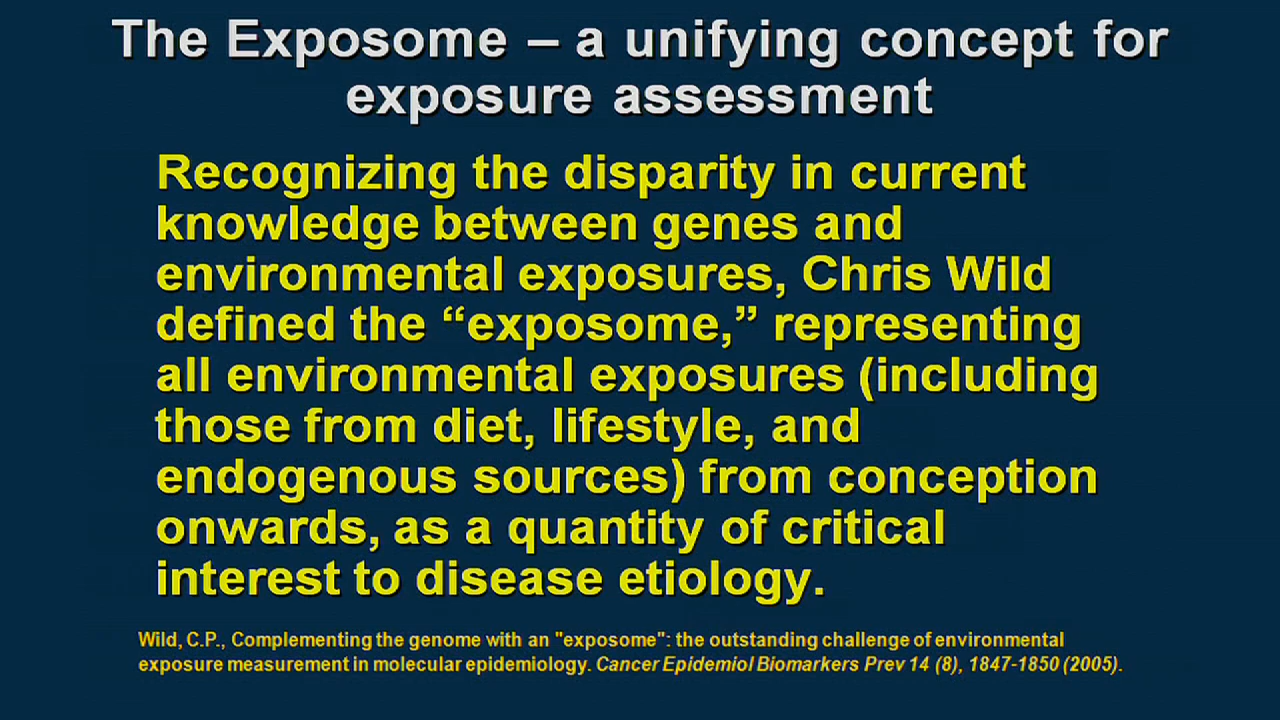 The Exposome – a unifying concept for
exposure assessment
Recognizing the disparity in current
knowledge between genes and
environmental exposures, Chris Wild
defined the “exposome,” representing
all environmental exposures (including
those from diet, lifestyle, and
endogenous sources) from conception
onwards, as a quantity of critical
interest to disease etiology.
Wild, C.P., Complementing the genome with an "exposome": the outstanding challenge of environmental
exposure measurement in molecular epidemiology. Cancer Epidemiol Biomarkers Prev 14 (8), 1847-1850 (2005).